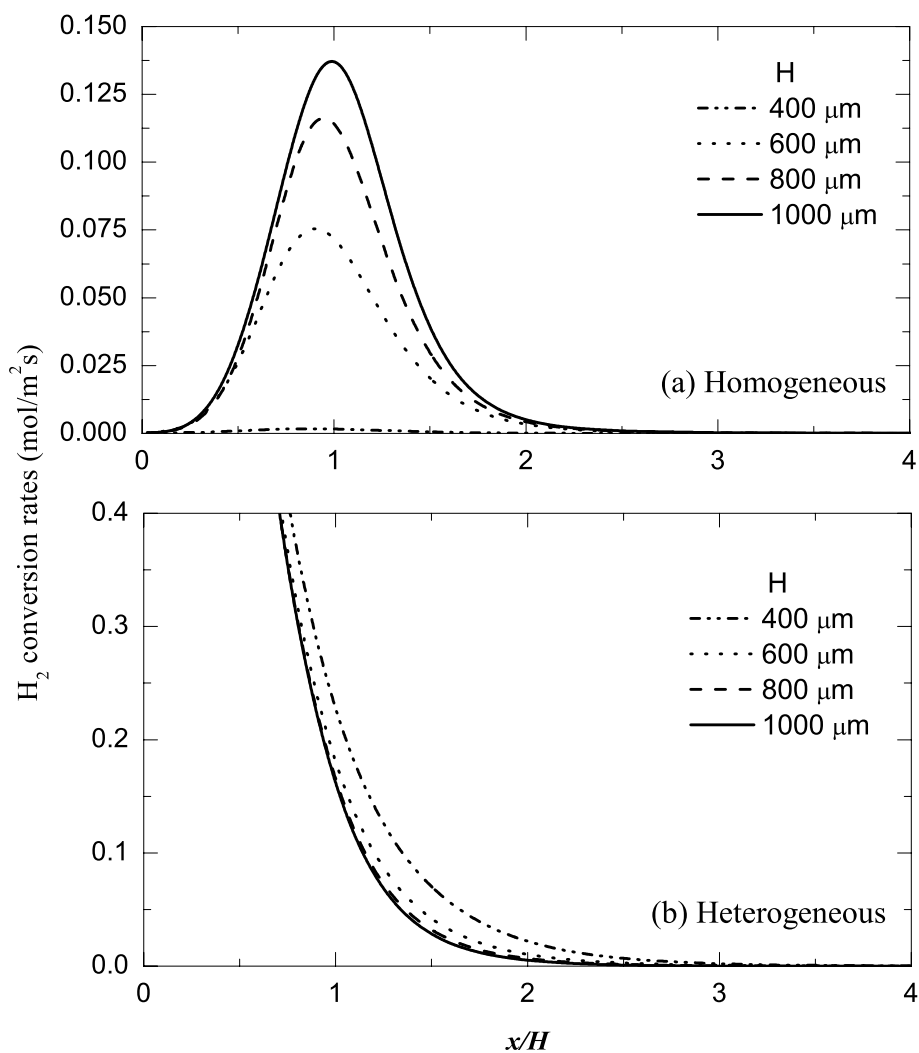 H₂ conversion rates (mol/m²s)
0.150
0.125
0.100
0.075
0.050
0.025
0.000
H
400 μm
600 μm
800 μm
1000 μm
(a) Homogeneous
0 1 2 3 4
0.4
0.3
0.2
0.1
0.0
H
400 μm
600 μm
800 μm
1000 μm
(b) Heterogeneous
0 1 2 3 4
x/H